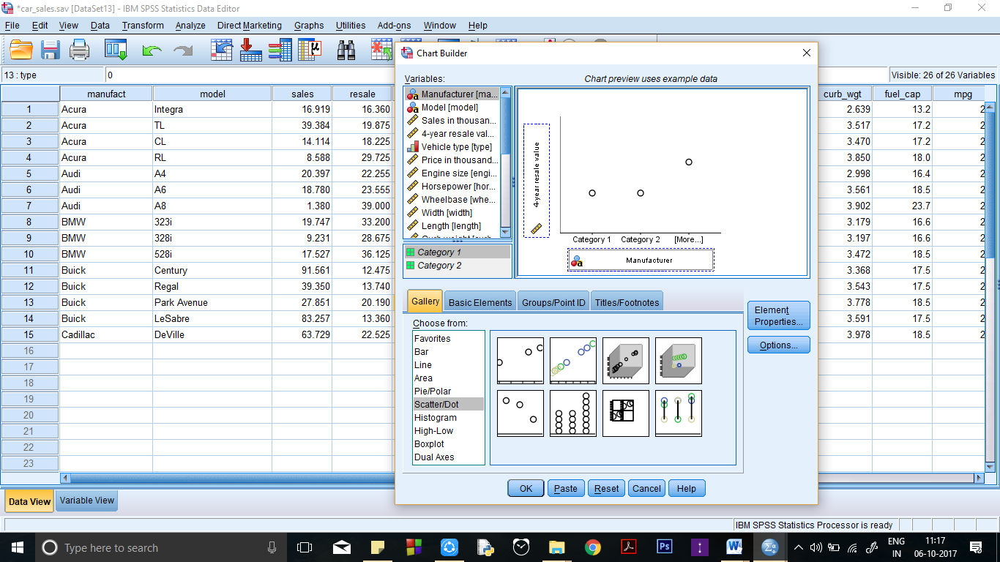 *car_sales.sav [DataSet13] - IBM SPSS Statistics Data Editor
File Edit View Data Transform Analyze Direct Marketing Graphs Utilities Add-ons Window Help
13 : type 0 Visible: 26 of 26 Variables
manufact model sales resale curb_wgt fuel_cap mpg
1 Acura Integra 16.919 16.360 2.639 13.2 2
2 Acura TL 39.384 19.875 3.517 17.2 2
3 Acura CL 14.114 18.225 3.470 17.2 2
4 Acura RL 8.588 29.725 3.850 18.0 2
5 Audi A4 20.397 22.255 2.998 16.4 2
6 Audi A6 18.780 23.555 3.561 18.5 2
7 Audi A8 1.380 39.000 3.902 23.7 2
8 BMW 323i 19.747 33.200 3.179 16.6 2
9 BMW 328i 9.231 28.675 3.197 16.6 2
10 BMW 528i 17.527 36.125 3.472 18.5 2
11 Buick Century 91.561 12.475 3.368 17.5 2
12 Buick Regal 39.350 13.740 3.543 17.5 2
13 Buick Park Avenue 27.851 20.190 3.778 18.5 2
14 Buick LeSabre 83.257 13.360 3.591 17.5 2
15 Cadillac DeVille 63.729 22.525 3.978 18.5 2
16
17
18
19
20
21
22
23
Data View Variable View
Chart Builder
Variables:
Chart preview uses example data
Manufacturer [ma...
Model [model]
Sales in thousan...
4-year resale val...
Vehicle type [type]
Price in thousand...
Engine size [engi...
Horsepower [hor...
Wheelbase [whe...
Width [width]
Length [length]
Category 1
Category 2
4-year resale value
Category 1 Category 2 [More...]
Manufacturer
Gallery Basic Elements Groups/Point ID Titles/Footnotes
Choose from:
Favorites
Bar
Line
Area
Pie/Polar
Scatter/Dot
Histogram
High-Low
Boxplot
Dual Axes
Element
Properties...
Options...
OK Paste Reset Cancel Help
IBM SPSS Statistics Processor is ready
Type here to search
Ps
ENG
IN
11:17
06-10-2017